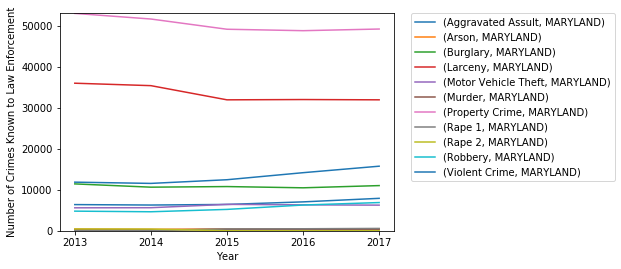 50000
40000
30000
20000
10000
0
Number of Crimes Known to Law Enforcement
2013 2014 2015 2016 2017
Year
(Aggravated Assult, MARYLAND)
(Arson, MARYLAND)
(Burglary, MARYLAND)
(Larceny, MARYLAND)
(Motor Vehicle Theft, MARYLAND)
(Murder, MARYLAND)
(Property Crime, MARYLAND)
(Rape 1, MARYLAND)
(Rape 2, MARYLAND)
(Robbery, MARYLAND)
(Violent Crime, MARYLAND)